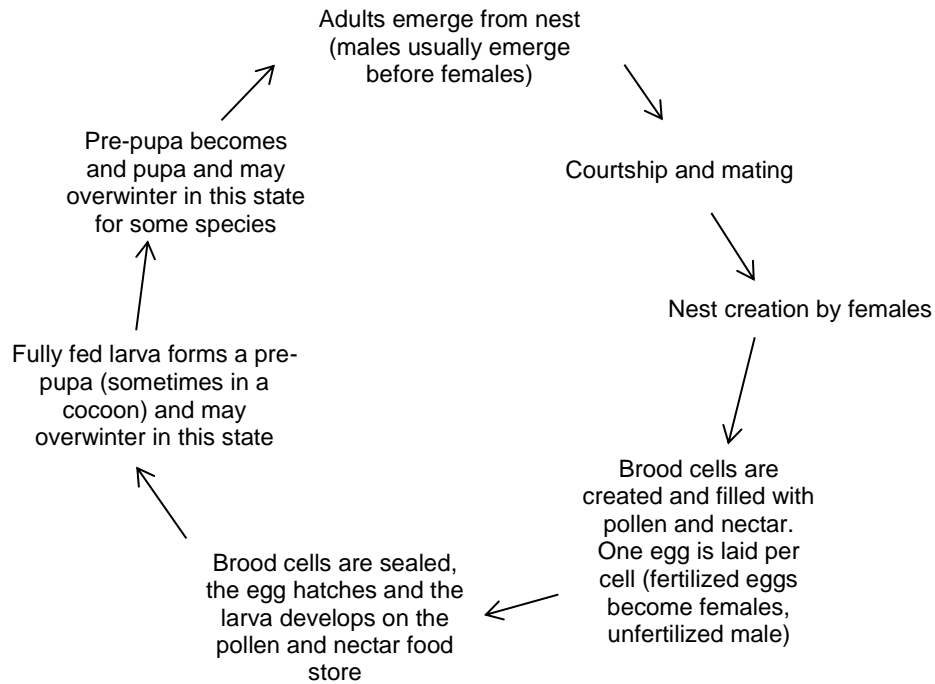 Adults emerge from nest
(males usually emerge
before females)
Courtship and mating
Nest creation by females
Brood cells are
created and filled with
pollen and nectar.
One egg is laid per
cell (fertilized eggs
become females,
unfertilized male)
Brood cells are sealed,
the egg hatches and the
larva develops on the
pollen and nectar food
store
Fully fed larva forms a pre-
pupa (sometimes in a
cocoon) and may
overwinter in this state
Pre-pupa becomes
and pupa and may
overwinter in this state
for some species